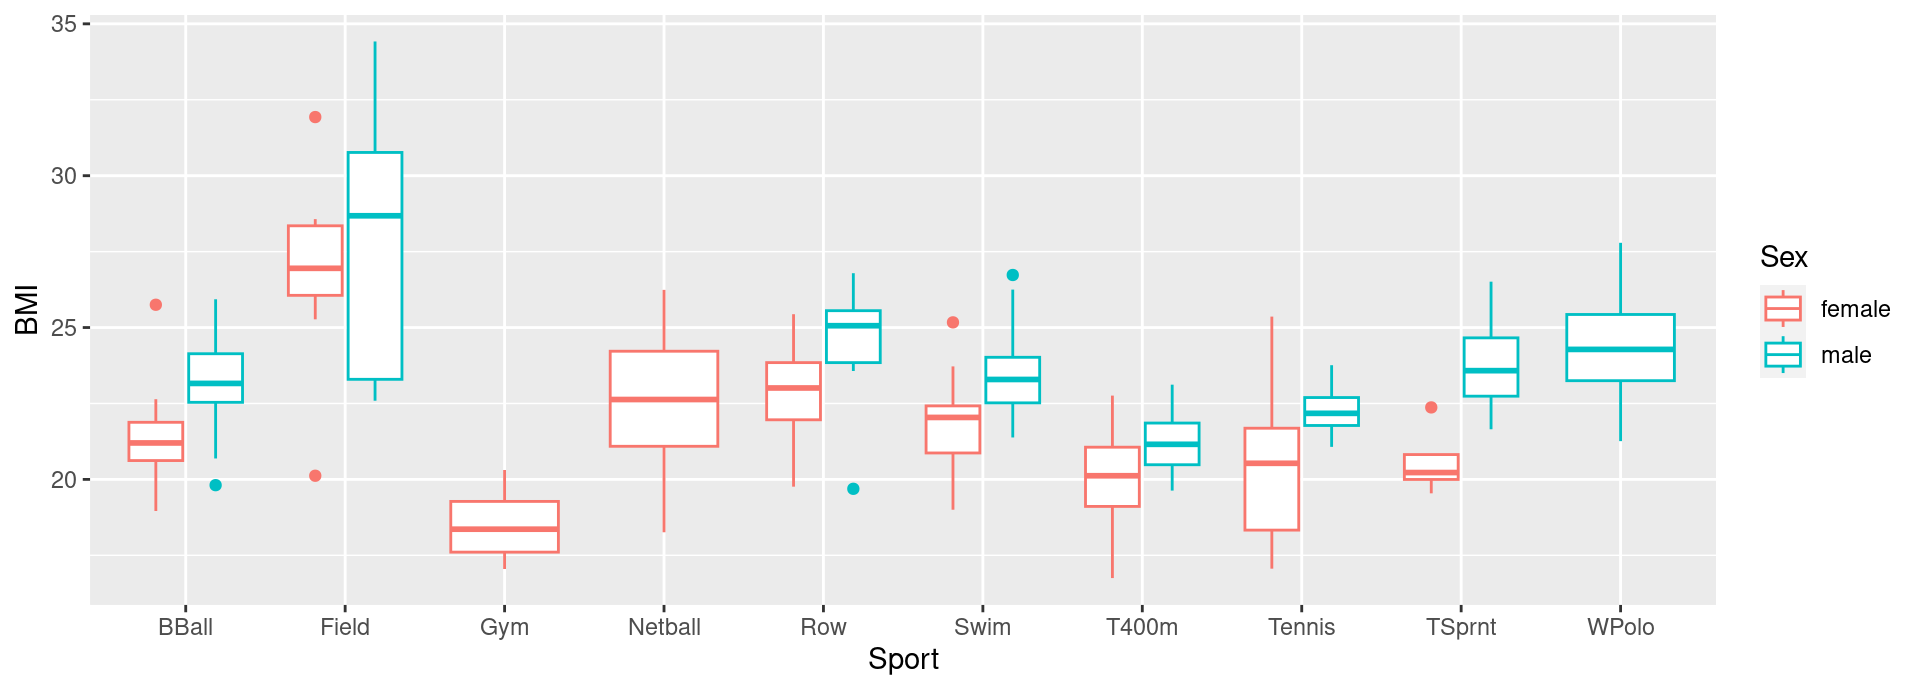 35
30
25
20
BMI
BBall Field Gym Netball Row Swim T400m Tennis TSprnt WPolo
Sport
Sex
female
male